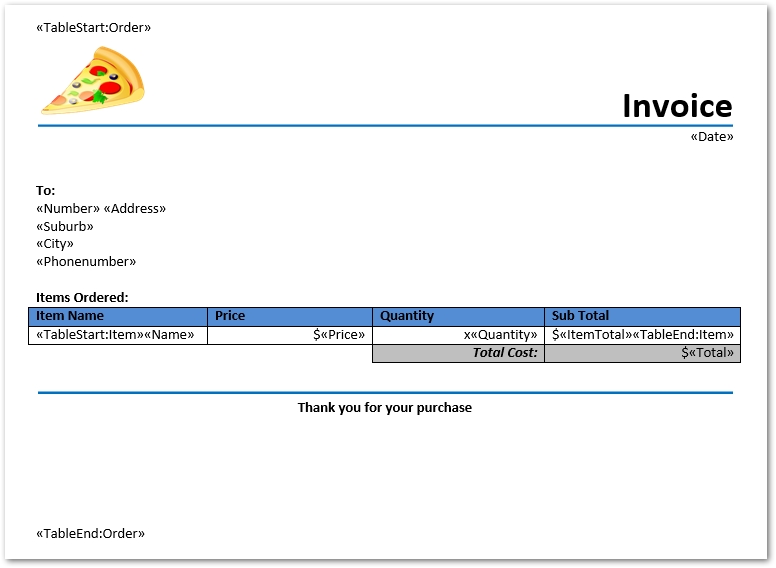 «TableStart:Order»
Invoice
«Date»
To:
«Number» «Address»
«Suburb»
«City»
«Phonenumber»
Items Ordered:
Item Name Price Quantity Sub Total
«TableStart:Item»«Name» $«Price» x«Quantity» $«ItemTotal»«TableEnd:Item»
Total Cost: $«Total»
Thank you for your purchase
«TableEnd:Order»